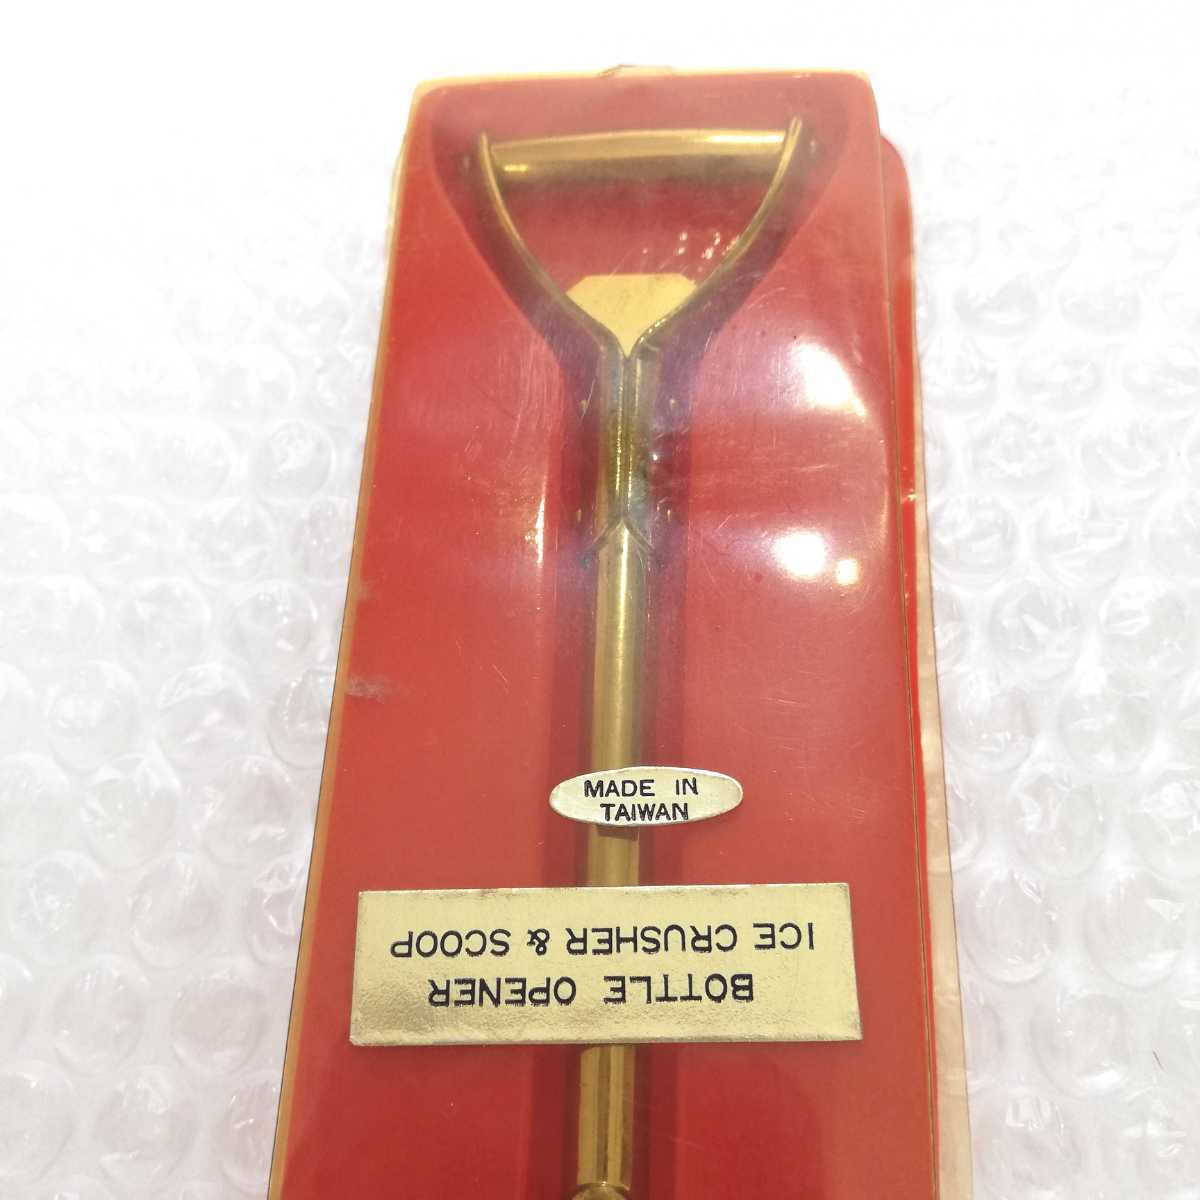 MADE IN
TAIWAN
BOTTLE OPENER
ICE CRUSHER & SCOOP